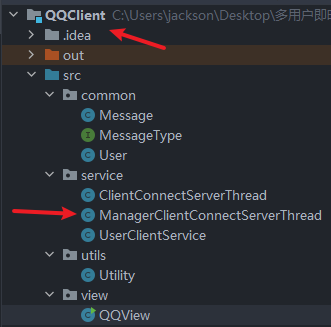 QQClient C:\Users\jackson\Desktop\多用户即
.idea
out
src
common
Message
MessageType
User
service
ClientConnectServerThread
ManagerClientConnectServerThread
UserClientService
utils
Utility
view
QQView